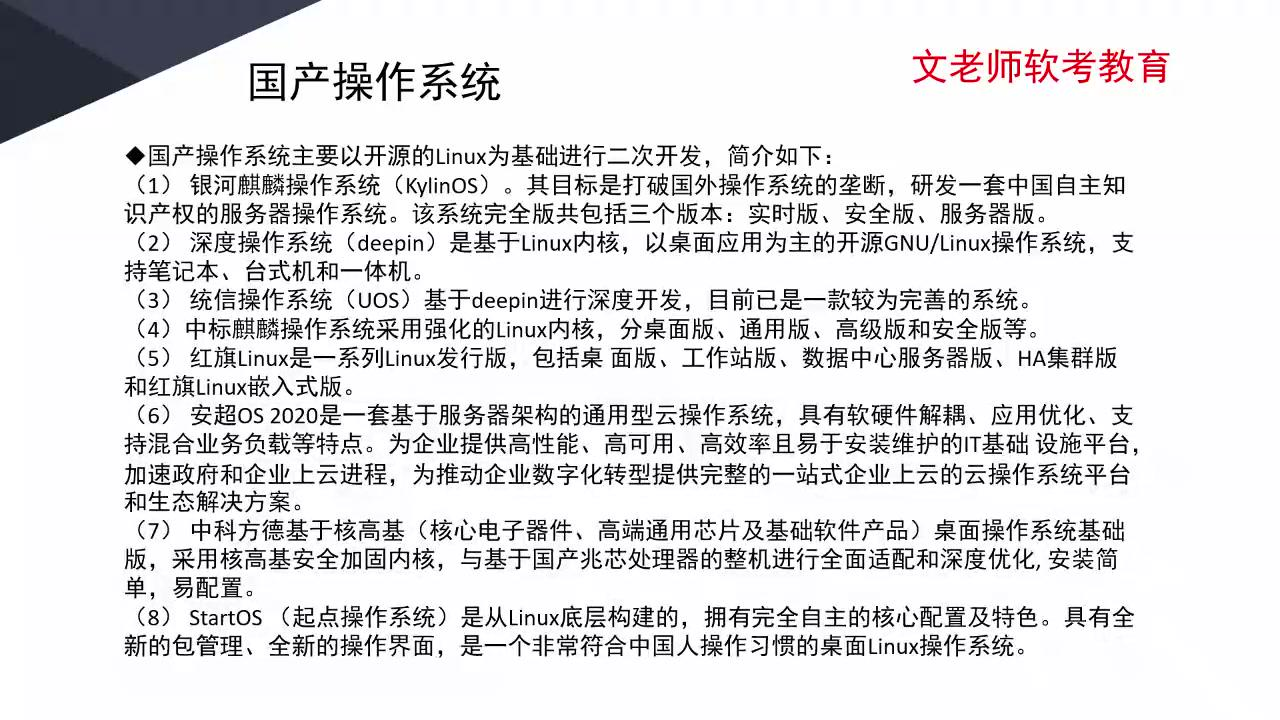 国产操作系统
文老师软考教育
◆国产操作系统主要以开源的Linux为基础进行二次开发，简介如下：
（1） 银河麒麟操作系统（KylinOS）。其目标是打破国外操作系统的垄断，研发一套中国自主知
识产权的服务器操作系统。该系统完全版共包括三个版本：实时版、安全版、服务器版。
（2） 深度操作系统（deepin）是基于Linux内核，以桌面应用为主的开源GNU/Linux操作系统，支
持笔记本、台式机和一体机。
（3） 统信操作系统（UOS）基于deepin进行深度开发，目前已是一款较为完善的系统。
（4）中标麒麟操作系统采用强化的Linux内核，分桌面版、通用版、高级版和安全版等。
（5） 红旗Linux是一系列Linux发行版，包括桌 面版、工作站版、数据中心服务器版、HA集群版
和红旗Linux嵌入式版。
（6） 安超OS 2020是一套基于服务器架构的通用型云操作系统，具有软硬件解耦、应用优化、支
持混合业务负载等特点。为企业提供高性能、高可用、高效率且易于安装维护的IT基础 设施平台，
加速政府和企业上云进程，为推动企业数字化转型提供完整的一站式企业上云的云操作系统平台
和生态解决方案。
（7） 中科方德基于核高基（核心电子器件、高端通用芯片及基础软件产品）桌面操作系统基础
版，采用核高基安全加固内核，与基于国产兆芯处理器的整机进行全面适配和深度优化, 安装简
单，易配置。
（8） StartOS （起点操作系统）是从Linux底层构建的，拥有完全自主的核心配置及特色。具有全
新的包管理、全新的操作界面，是一个非常符合中国人操作习惯的桌面Linux操作系统。